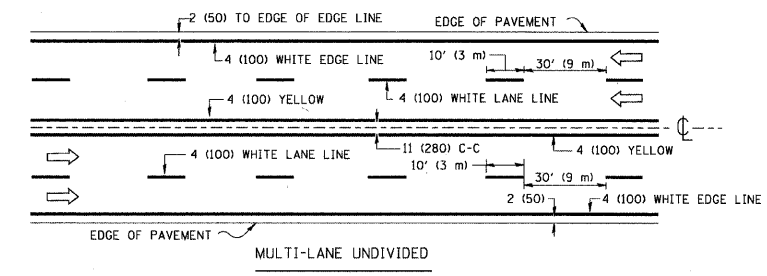 2 (50) TO EDGE OF EDGE LINE
EDGE OF PAVEMENT
4 (100) WHITE EDGE LINE
10' (3 m)
30' (9 m)
4 (100) YELLOW
4 (100) WHITE LANE LINE
℄
11 (280) C-C
4 (100) YELLOW
4 (100) WHITE LANE LINE
10' (3 m)
30' (9 m)
2 (50)
4 (100) WHITE EDGE LINE
EDGE OF PAVEMENT
MULTI-LANE UNDIVIDED